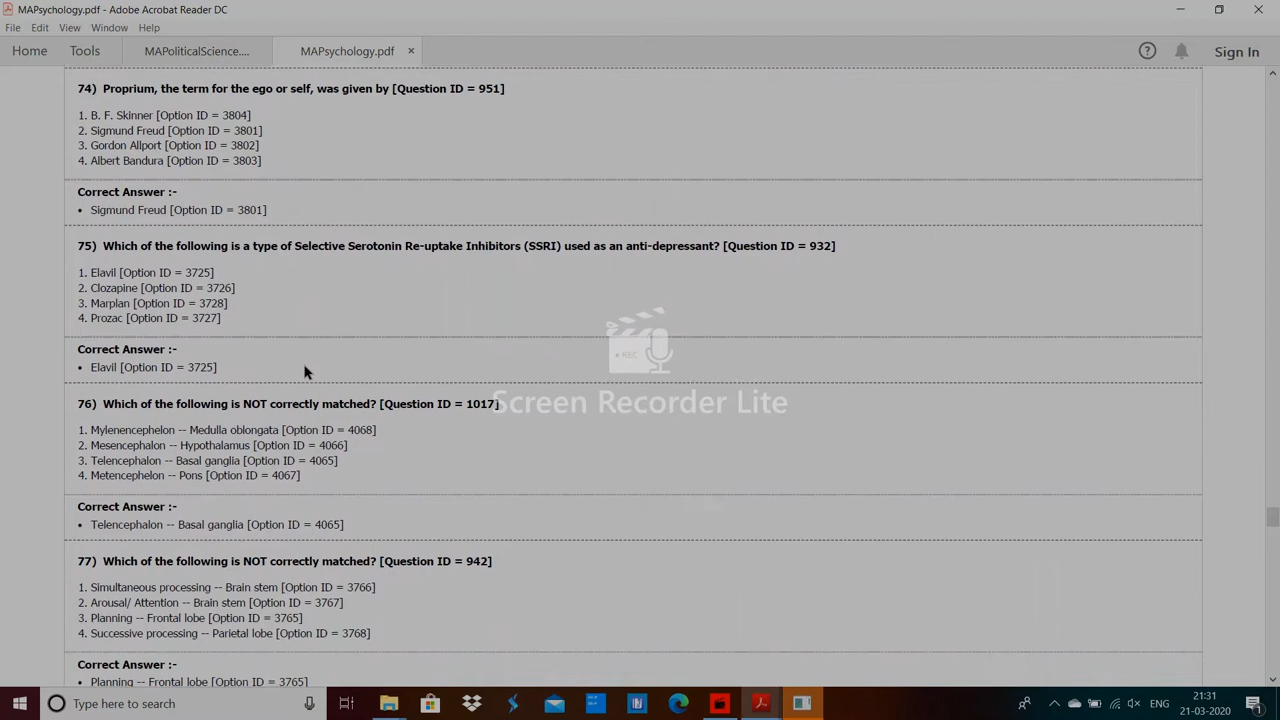 MAPsychology.pdf - Adobe Acrobat Reader DC
File Edit View Window Help
Home Tools MAPoliticalScience.... MAPsychology.pdf × Sign In
74) Proprium, the term for the ego or self, was given by [Question ID = 951]
1. B. F. Skinner [Option ID = 3804]
2. Sigmund Freud [Option ID = 3801]
3. Gordon Allport [Option ID = 3802]
4. Albert Bandura [Option ID = 3803]
Correct Answer :-
• Sigmund Freud [Option ID = 3801]
75) Which of the following is a type of Selective Serotonin Re-uptake Inhibitors (SSRI) used as an anti-depressant? [Question ID = 932]
1. Elavil [Option ID = 3725]
2. Clozapine [Option ID = 3726]
3. Marplan [Option ID = 3728]
4. Prozac [Option ID = 3727]
Correct Answer :-
• Elavil [Option ID = 3725]
• REC
Screen Recorder Lite
76) Which of the following is NOT correctly matched? [Question ID = 1017]
1. Mylenencephelon -- Medulla oblongata [Option ID = 4068]
2. Mesencephalon -- Hypothalamus [Option ID = 4066]
3. Telencephalon -- Basal ganglia [Option ID = 4065]
4. Metencephelon -- Pons [Option ID = 4067]
Correct Answer :-
• Telencephalon -- Basal ganglia [Option ID = 4065]
77) Which of the following is NOT correctly matched? [Question ID = 942]
1. Simultaneous processing -- Brain stem [Option ID = 3766]
2. Arousal/ Attention -- Brain stem [Option ID = 3767]
3. Planning -- Frontal lobe [Option ID = 3765]
4. Successive processing -- Parietal lobe [Option ID = 3768]
Correct Answer :-
• Planning -- Frontal lobe [Option ID = 3765]
Type here to search
ENG
21:31
21-03-2020